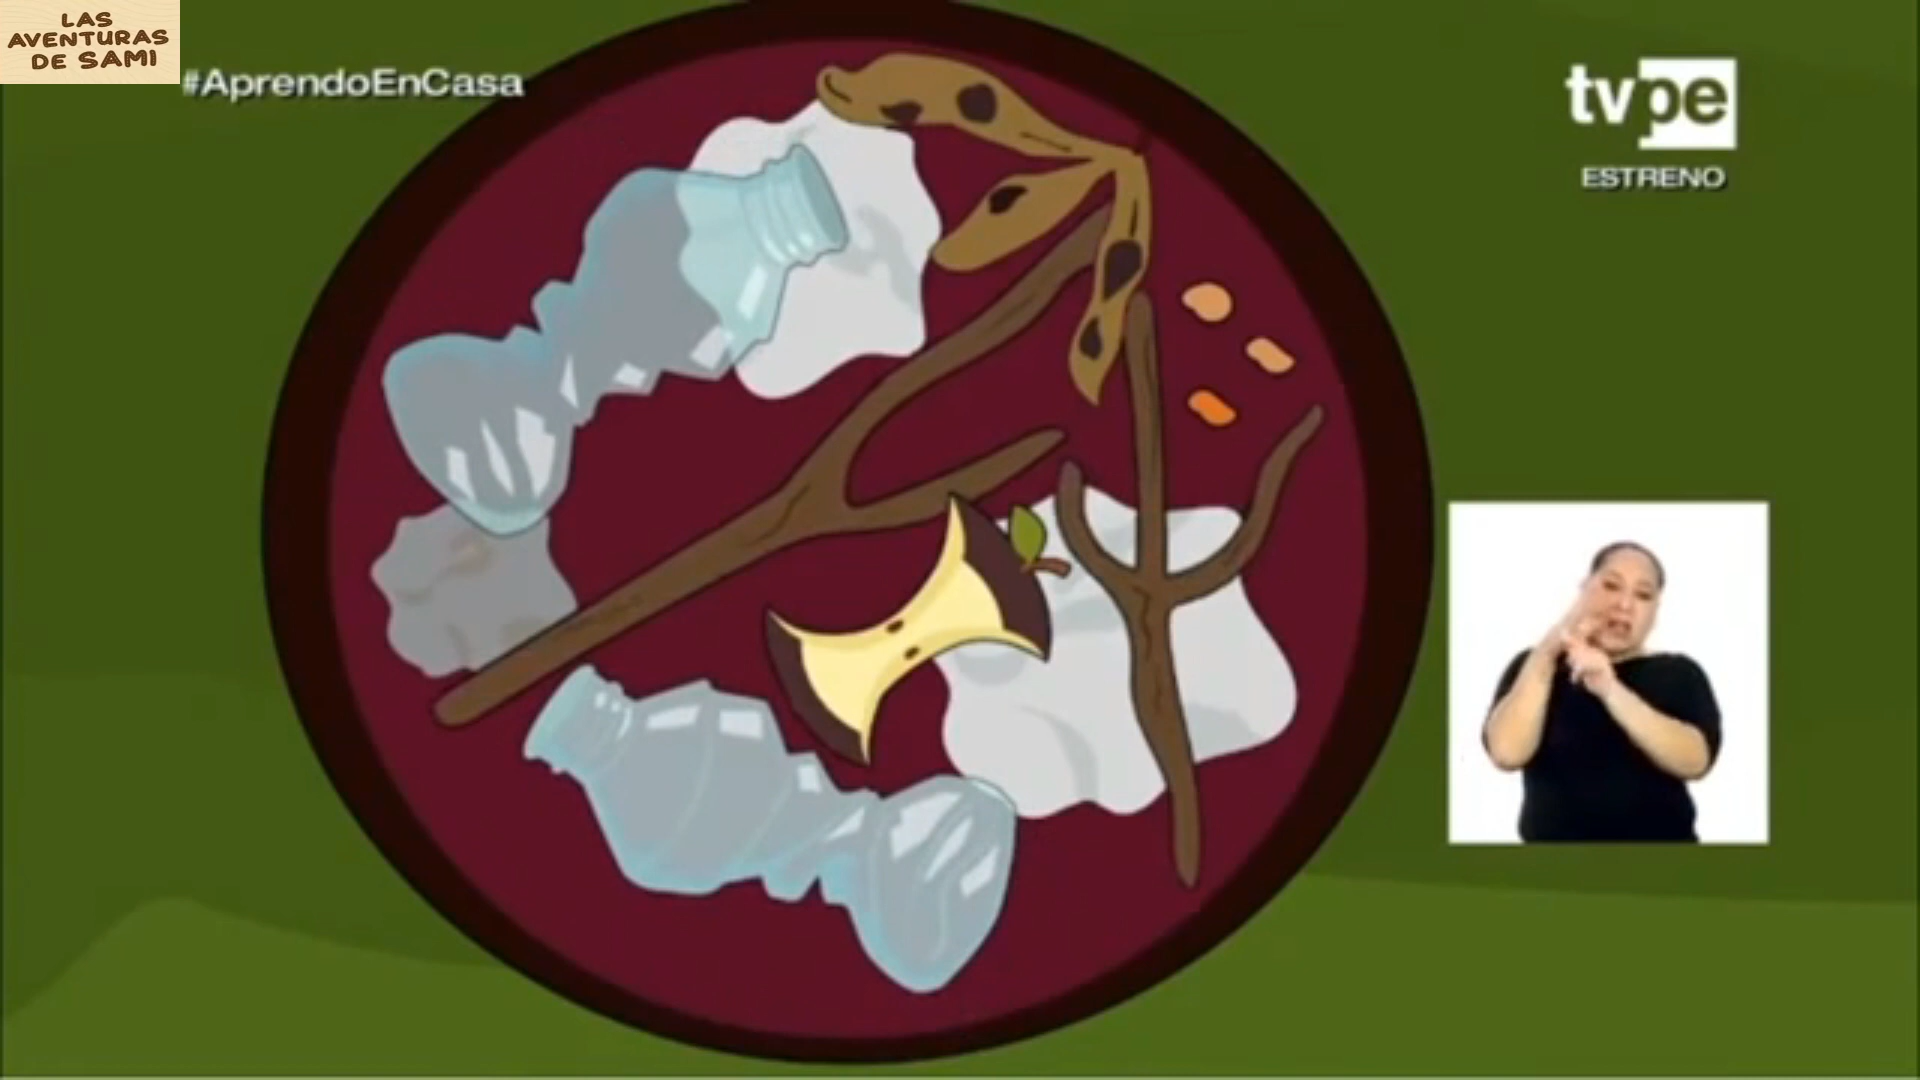 LAS
AVENTURAS
DE SAMI
#AprendoEnCasa
tvpe
ESTRENO